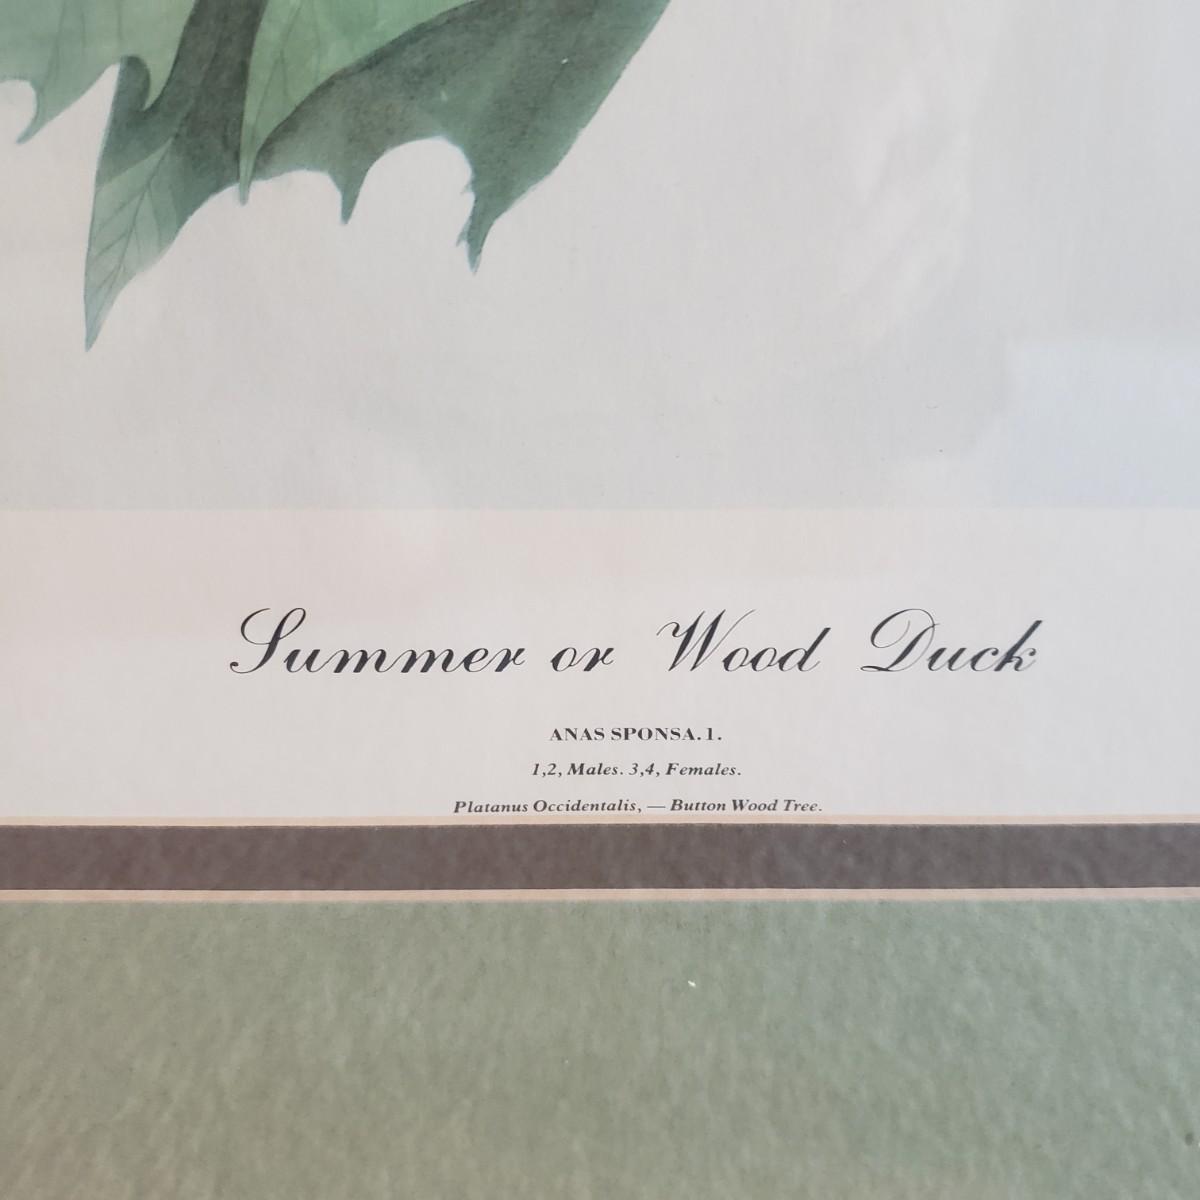 Summer or Wood Duck
ANAS SPONSA. 1.
1,2, Males. 3,4, Females.
Platanus Occidentalis, — Button Wood Tree.